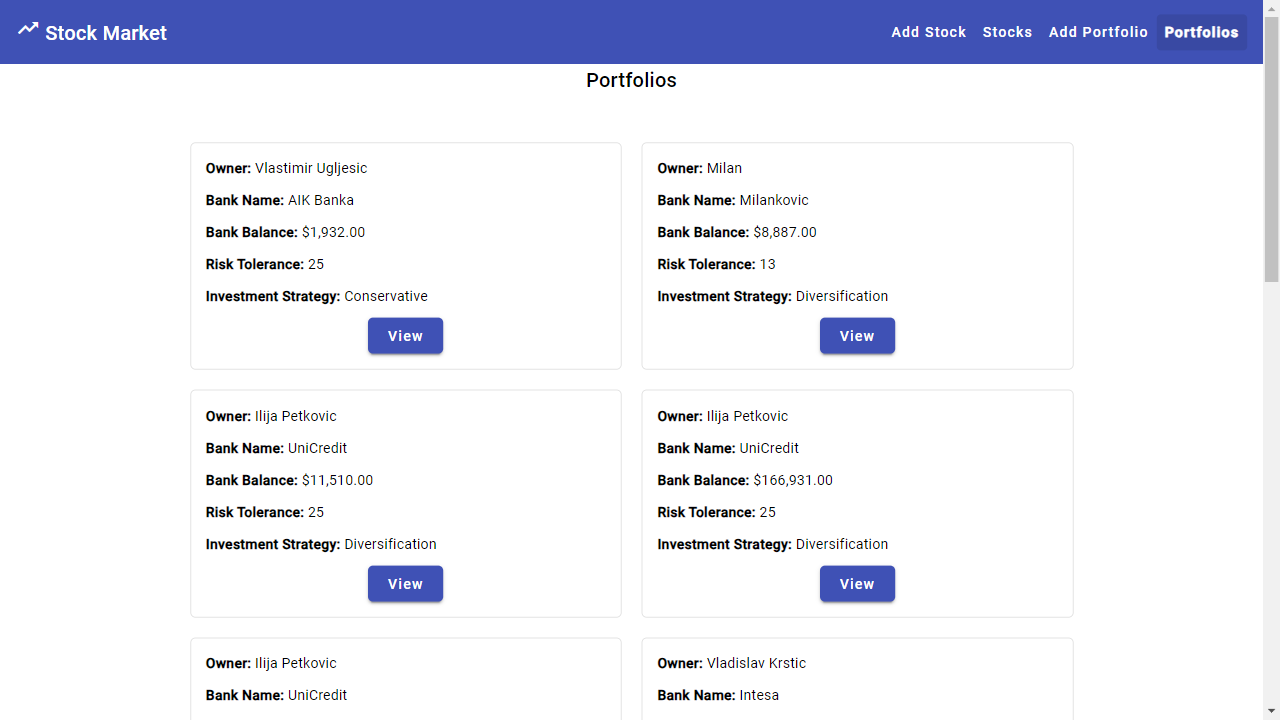 Stock Market
Add Stock
Stocks
Add Portfolio
Portfolios
Portfolios
Owner: Vlastimir Ugljesic
Bank Name: AIK Banka
Bank Balance: $1,932.00
Risk Tolerance: 25
Investment Strategy: Conservative
View
Owner: Milan
Bank Name: Milankovic
Bank Balance: $8,887.00
Risk Tolerance: 13
Investment Strategy: Diversification
View
Owner: Ilija Petkovic
Bank Name: UniCredit
Bank Balance: $11,510.00
Risk Tolerance: 25
Investment Strategy: Diversification
View
Owner: Ilija Petkovic
Bank Name: UniCredit
Bank Balance: $166,931.00
Risk Tolerance: 25
Investment Strategy: Diversification
View
Owner: Ilija Petkovic
Bank Name: UniCredit
Owner: Vladislav Krstic
Bank Name: Intesa